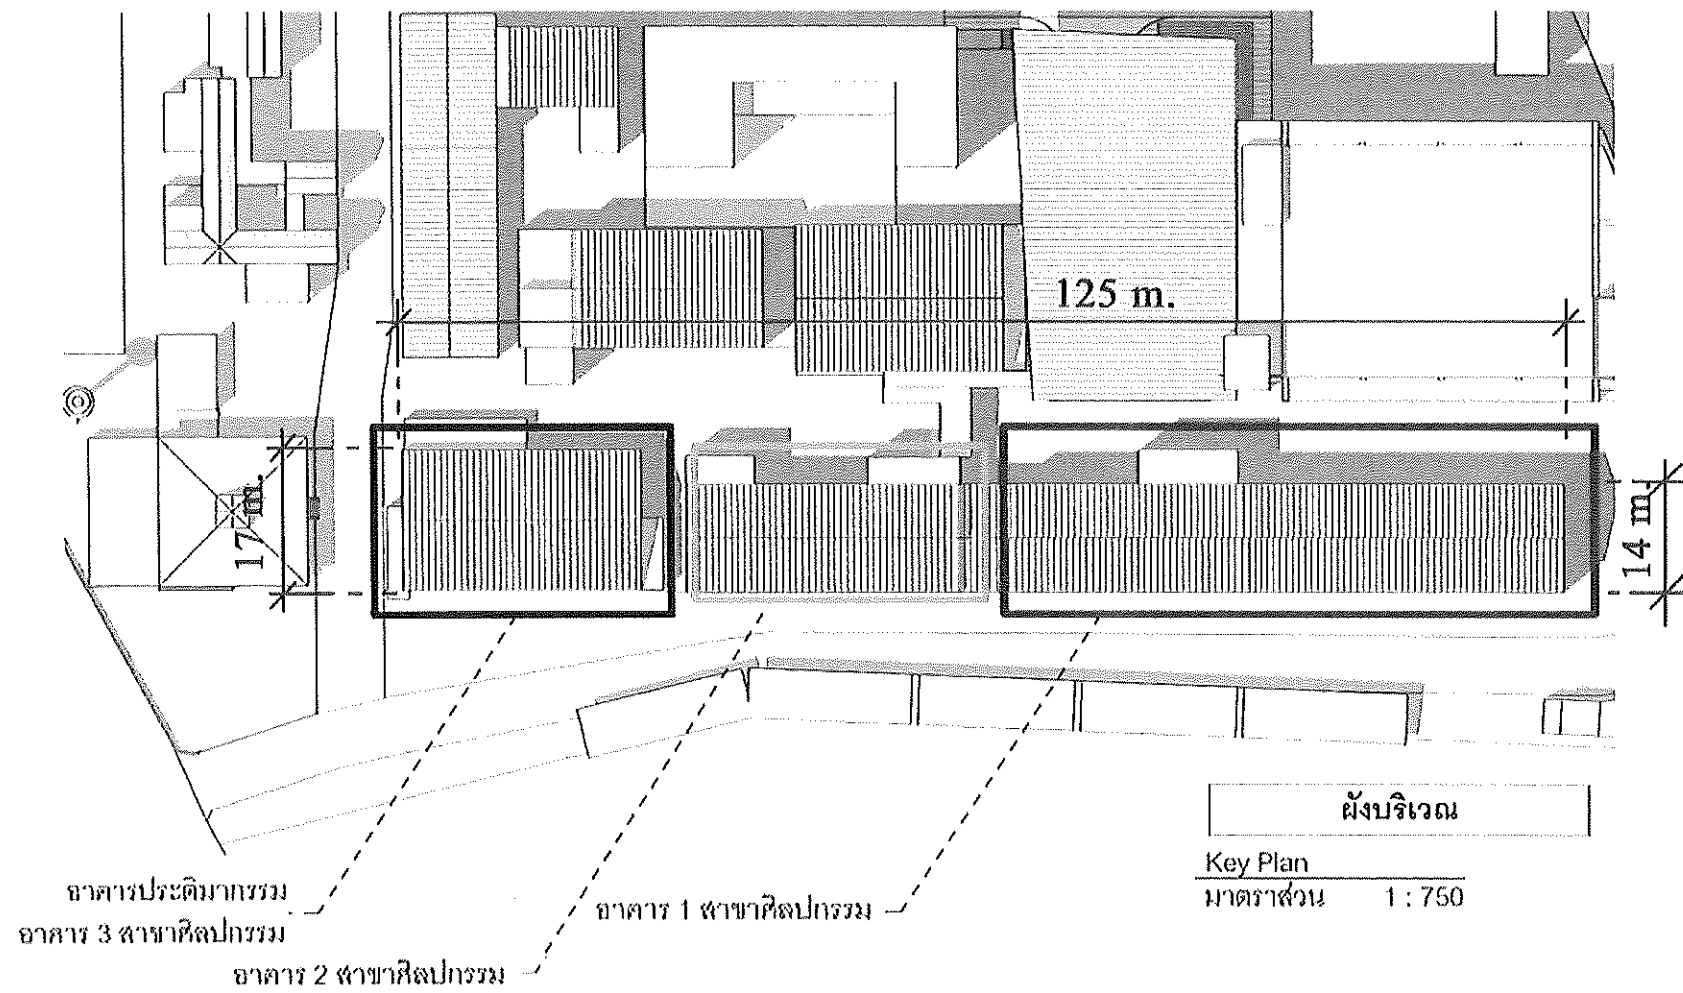 125 m.
17 m.
14 m.
ผังบริเวณ
Key Plan
มาตราส่วน 1 : 750
อาคารประติมากรรม
อาคาร 3 สาขาศิลปกรรม
อาคาร 1 สาขาศิลปกรรม
อาคาร 2 สาขาศิลปกรรม